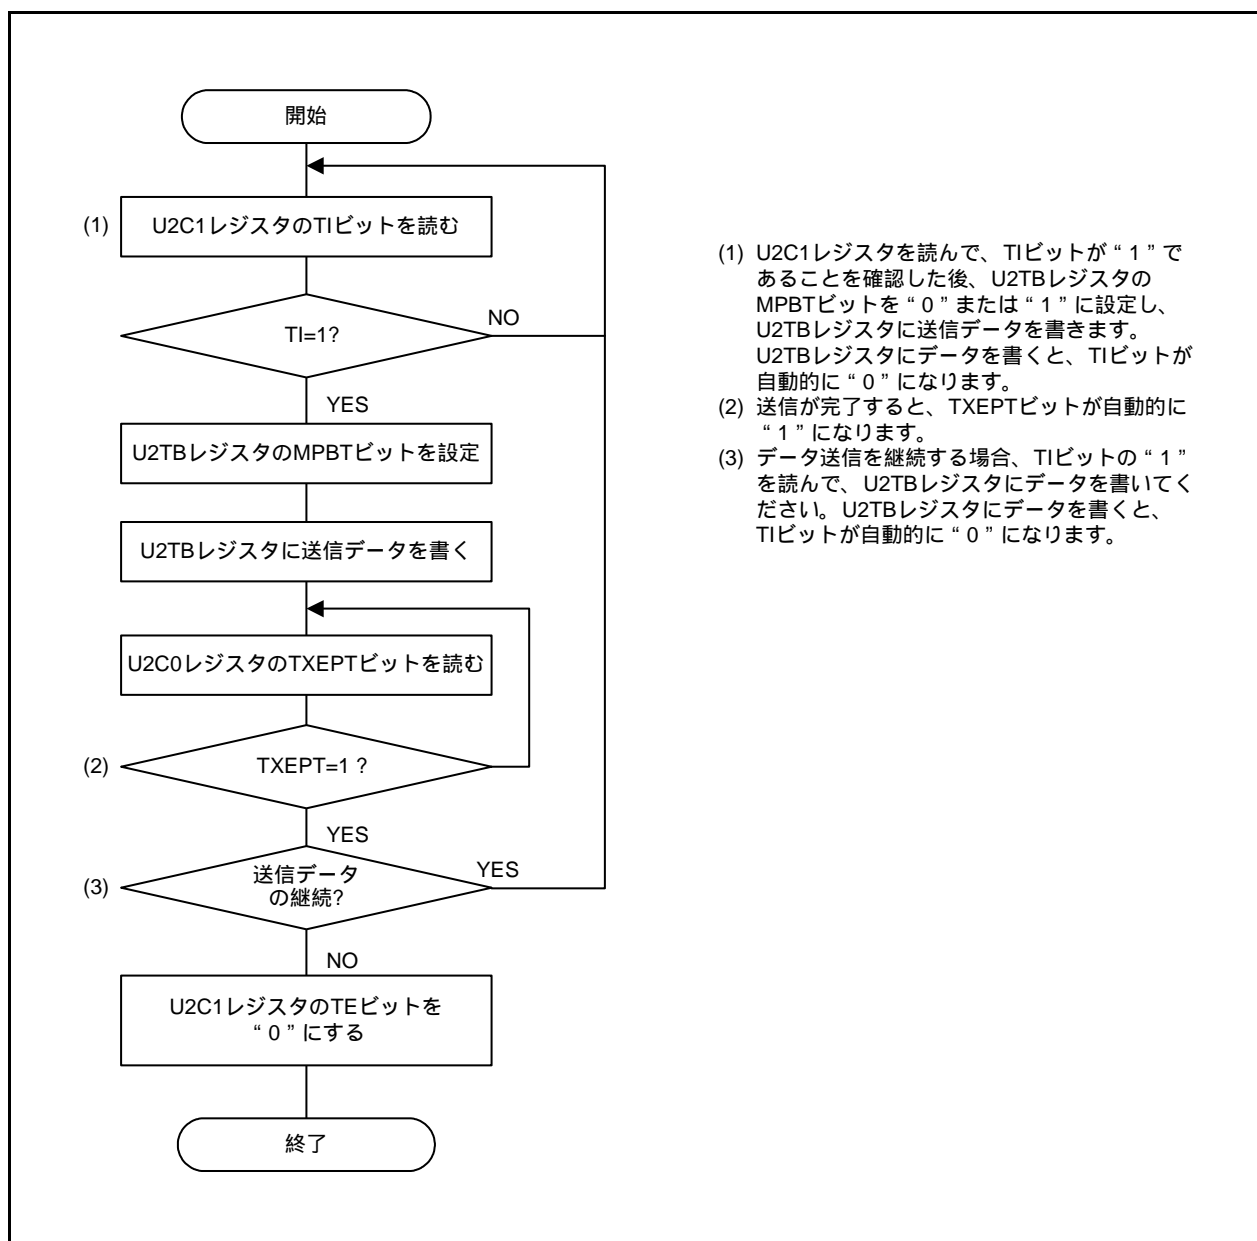 開始
(1)
U2C1レジスタのTIビットを読む
TI=1?
NO
YES
U2TBレジスタのMPBTビットを設定
U2TBレジスタに送信データを書く
U2C0レジスタのTXEPTビットを読む
(2)
TXEPT=1 ?
YES
(3)
送信データ
の継続?
YES
NO
U2C1レジスタのTEビットを
“ 0 ” にする
終了
(1) U2C1レジスタを読んで、TIビットが “ 1 ” で
あることを確認した後、U2TBレジスタの
MPBTビットを “ 0 ” または “ 1 ” に設定し、
U2TBレジスタに送信データを書きます。
U2TBレジスタにデータを書くと、TIビットが
自動的に “ 0 ” になります。
(2) 送信が完了すると、TXEPTビットが自動的に
“ 1 ” になります。
(3) データ送信を継続する場合、TIビットの “ 1 ”
を読んで、U2TBレジスタにデータを書いてく
ださい。U2TBレジスタにデータを書くと、
TIビットが自動的に “ 0 ” になります。